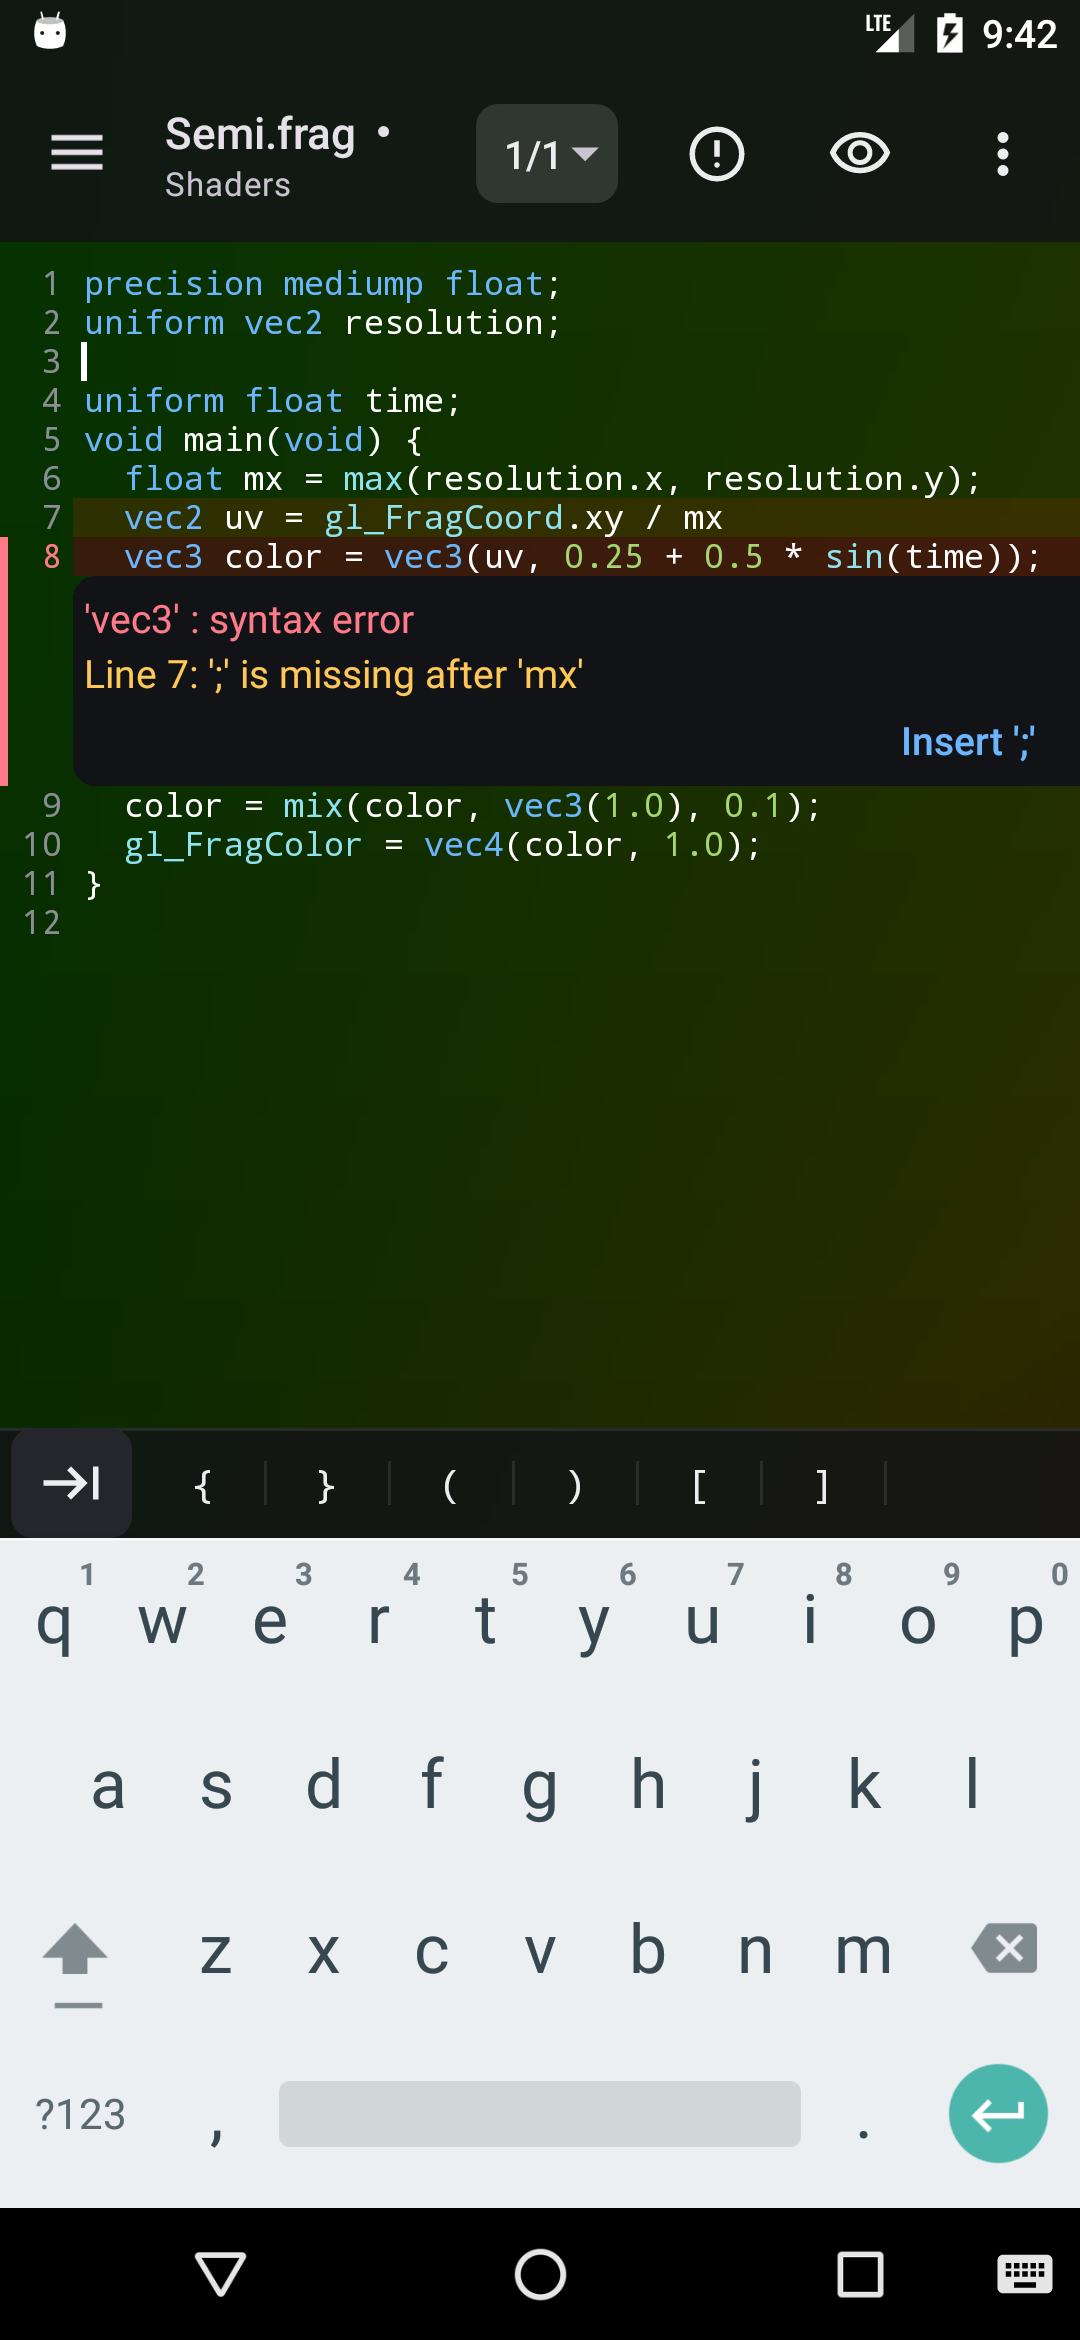 LTE 9:42
Semi.frag •
Shaders
1/1
1 precision mediump float;
2 uniform vec2 resolution;
3
4 uniform float time;
5 void main(void) {
6   float mx = max(resolution.x, resolution.y);
7   vec2 uv = gl_FragCoord.xy / mx
8   vec3 color = vec3(uv, 0.25 + 0.5 * sin(time));
'vec3' : syntax error
Line 7: ';' is missing after 'mx'
Insert ';'
9   color = mix(color, vec3(1.0), 0.1);
10   gl_FragColor = vec4(color, 1.0);
11 }
12
{ } ( ) [ ]
1 2 3 4 5 6 7 8 9 0
q w e r t y u i o p
a s d f g h j k l
z x c v b n m
?123 , .